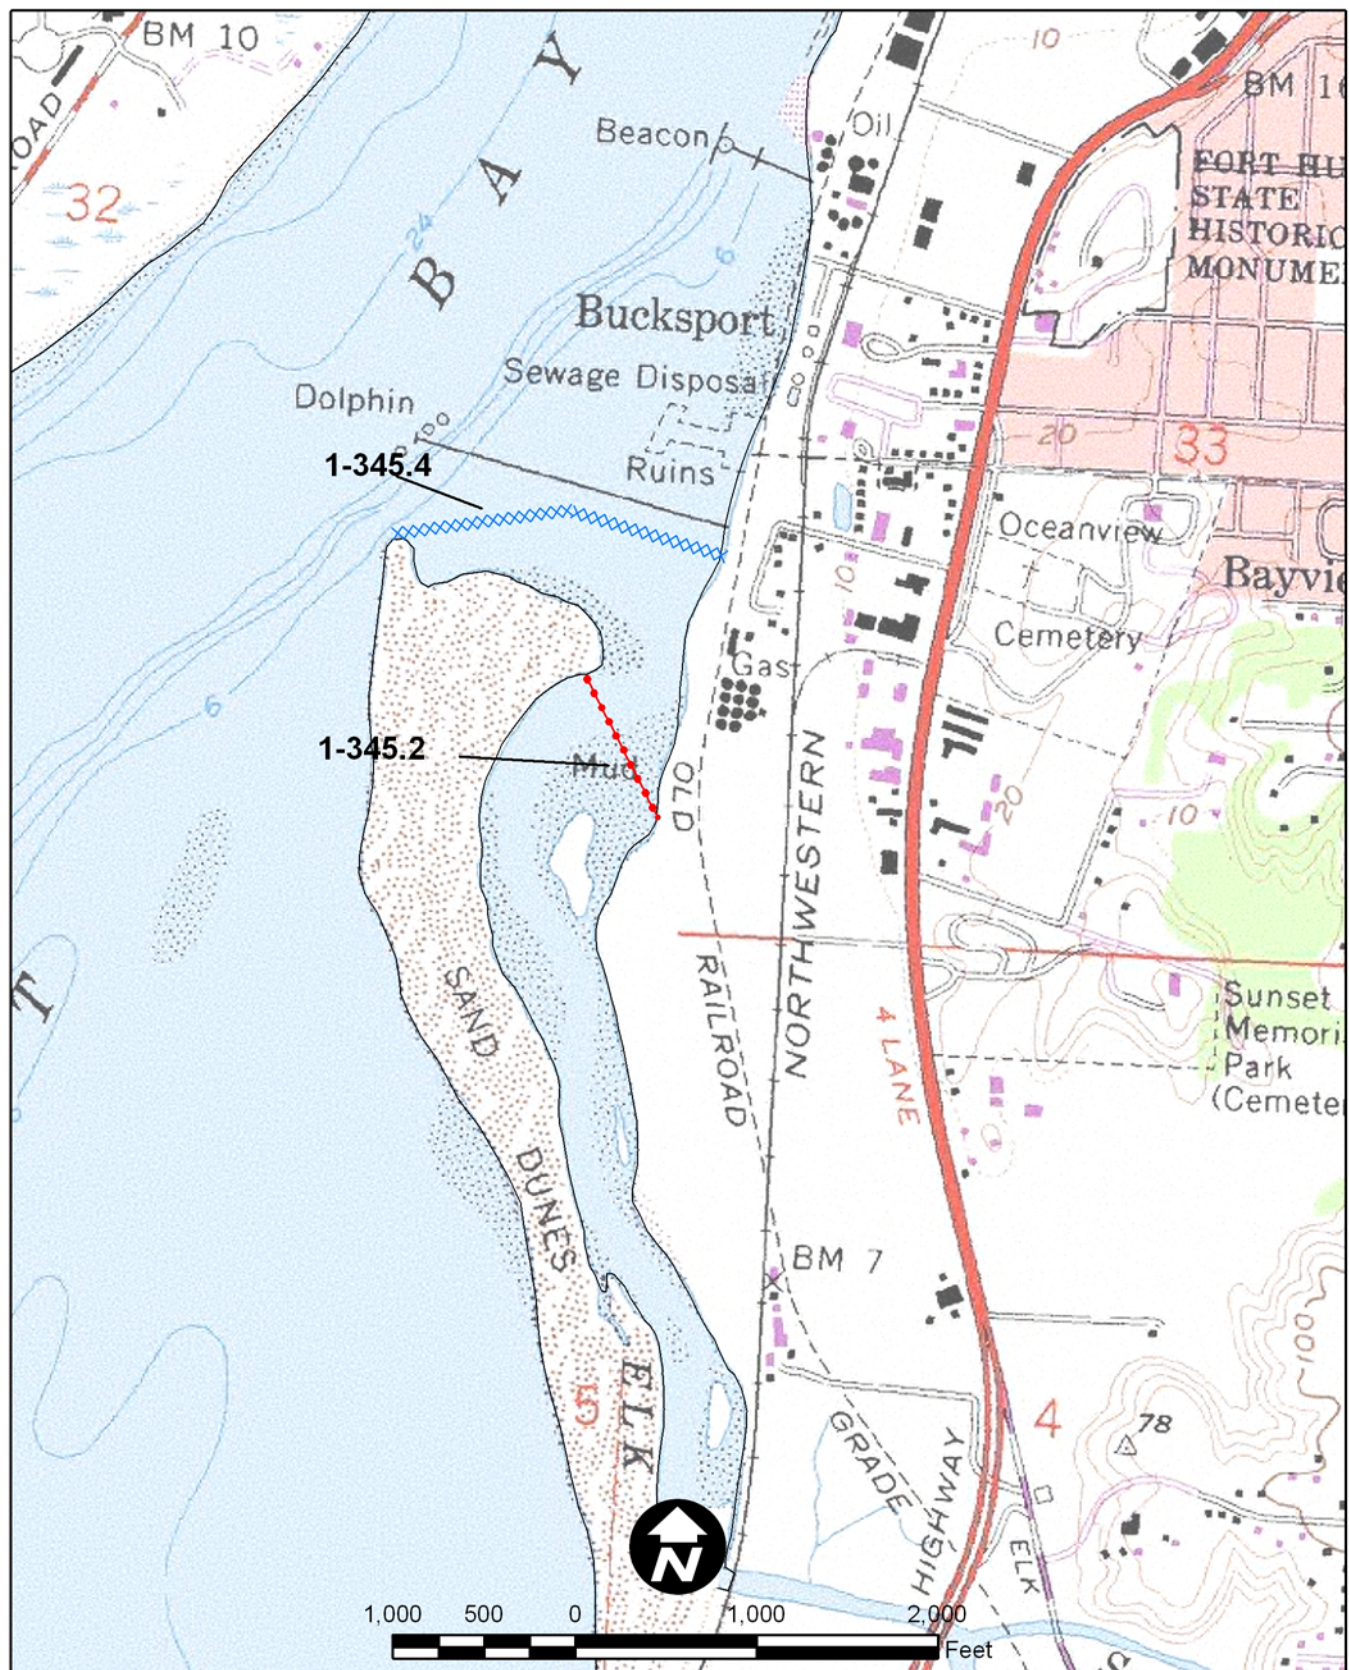 BM 10
Y
10
BM 16
Beacon
Oil
A
32
24
6
B
FORT HU
STATE
HISTORIC
MONUME
Bucksport
Sewage Disposal
Dolphin
20
33
1-345.4
Ruins
Oceanview
10
Bayvie
Cemetery
Gas
6
1-345.2
Mud
OLD
NORTHWESTERN
20
10
T
SAND
RAILROAD
4 LANE
Sunset
Memori
Park
(Cemete
DUNES
BM 7
100
5
ELK
4
78
GRADE
HIGHWAY
ELK
N
1,000 500 0 1,000 2,000
Feet